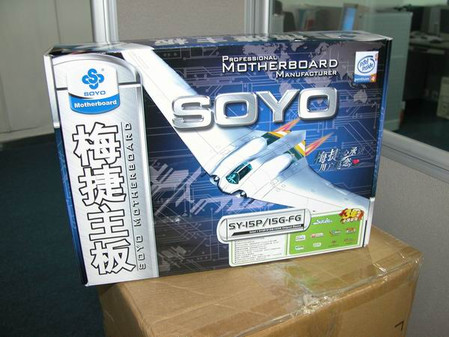 PROFESSIONAL
MOTHERBOARD
MANUFACTURER
SOYO
SOYO
Motherboard
梅捷主板
SOYO MOTHERBOARD
SY-I5P/I5G-FG